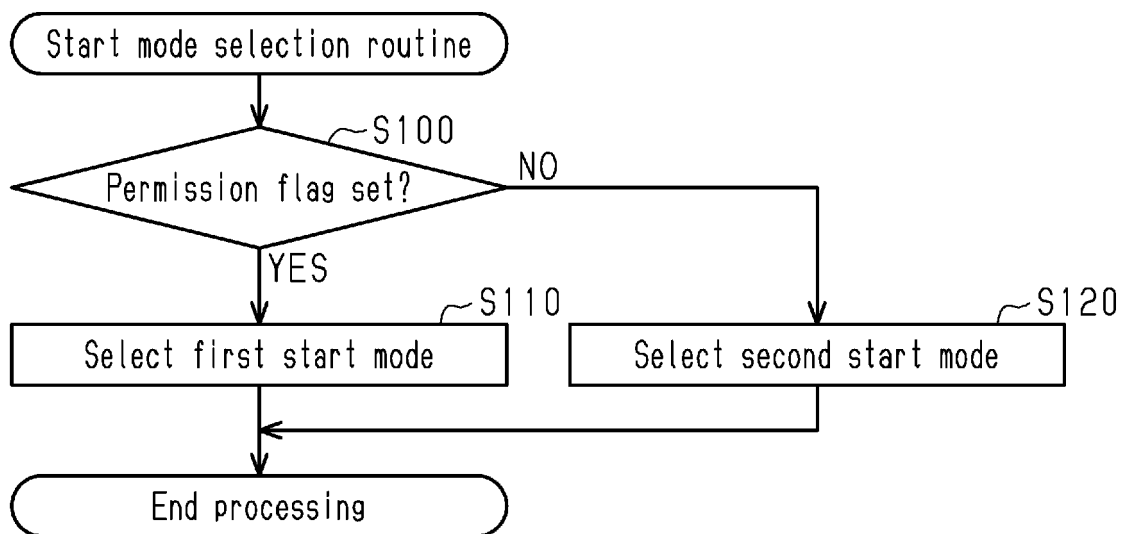 Start mode selection routine
S100
Permission flag set?
NO
YES
S110
S120
Select first start mode
Select second start mode
End processing